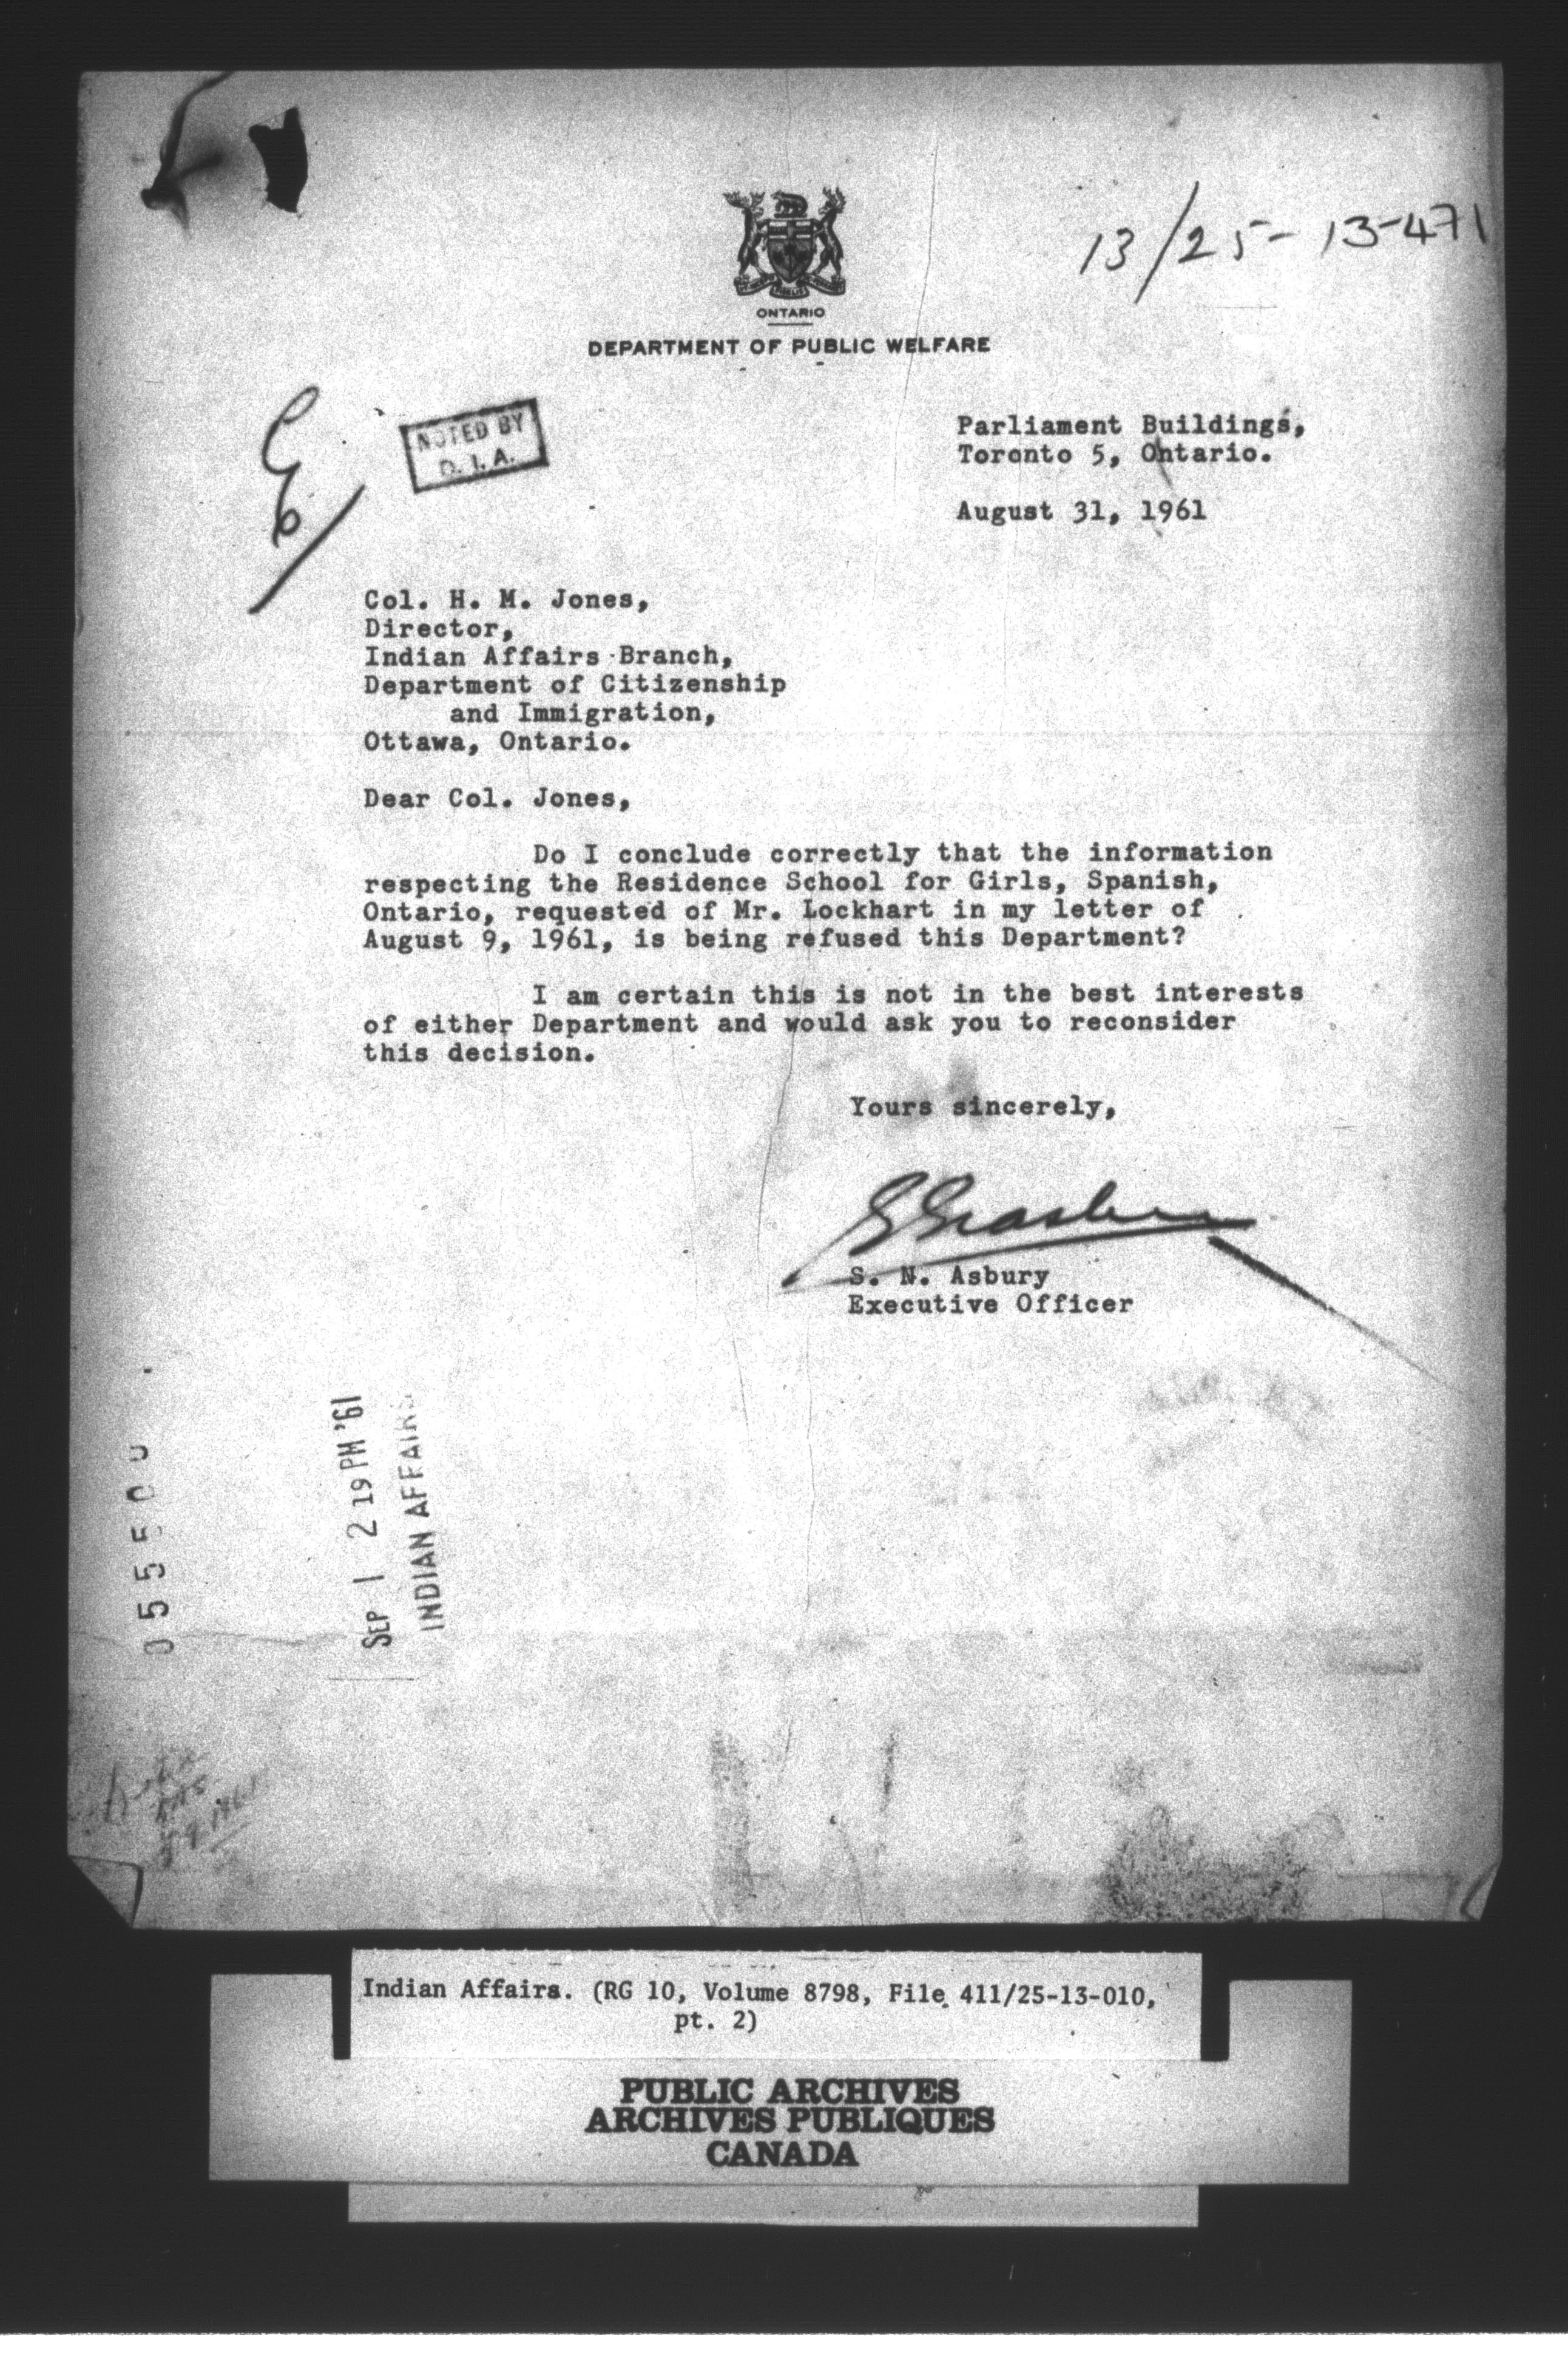 13/25-13-471
ONTARIO
DEPARTMENT OF PUBLIC WELFARE
NOTED BY
D. I. A.
Parliament Buildings,
Toronto 5, Ontario.
August 31, 1961
Col. H. M. Jones,
Director,
Indian Affairs Branch,
Department of Citizenship
and Immigration,
Ottawa, Ontario.
Dear Col. Jones,
Do I conclude correctly that the information
respecting the Residence School for Girls, Spanish,
Ontario, requested of Mr. Lockhart in my letter of
August 9, 1961, is being refused this Department?
I am certain this is not in the best interests
of either Department and would ask you to reconsider
this decision.
Yours sincerely,
S. N. Asbury
Executive Officer
SEP 1 2 19 PM '61
INDIAN AFFAIRS
Indian Affairs. (RG 10, Volume 8798, File 411/25-13-010,
pt. 2)
PUBLIC ARCHIVES
ARCHIVES PUBLIQUES
CANADA